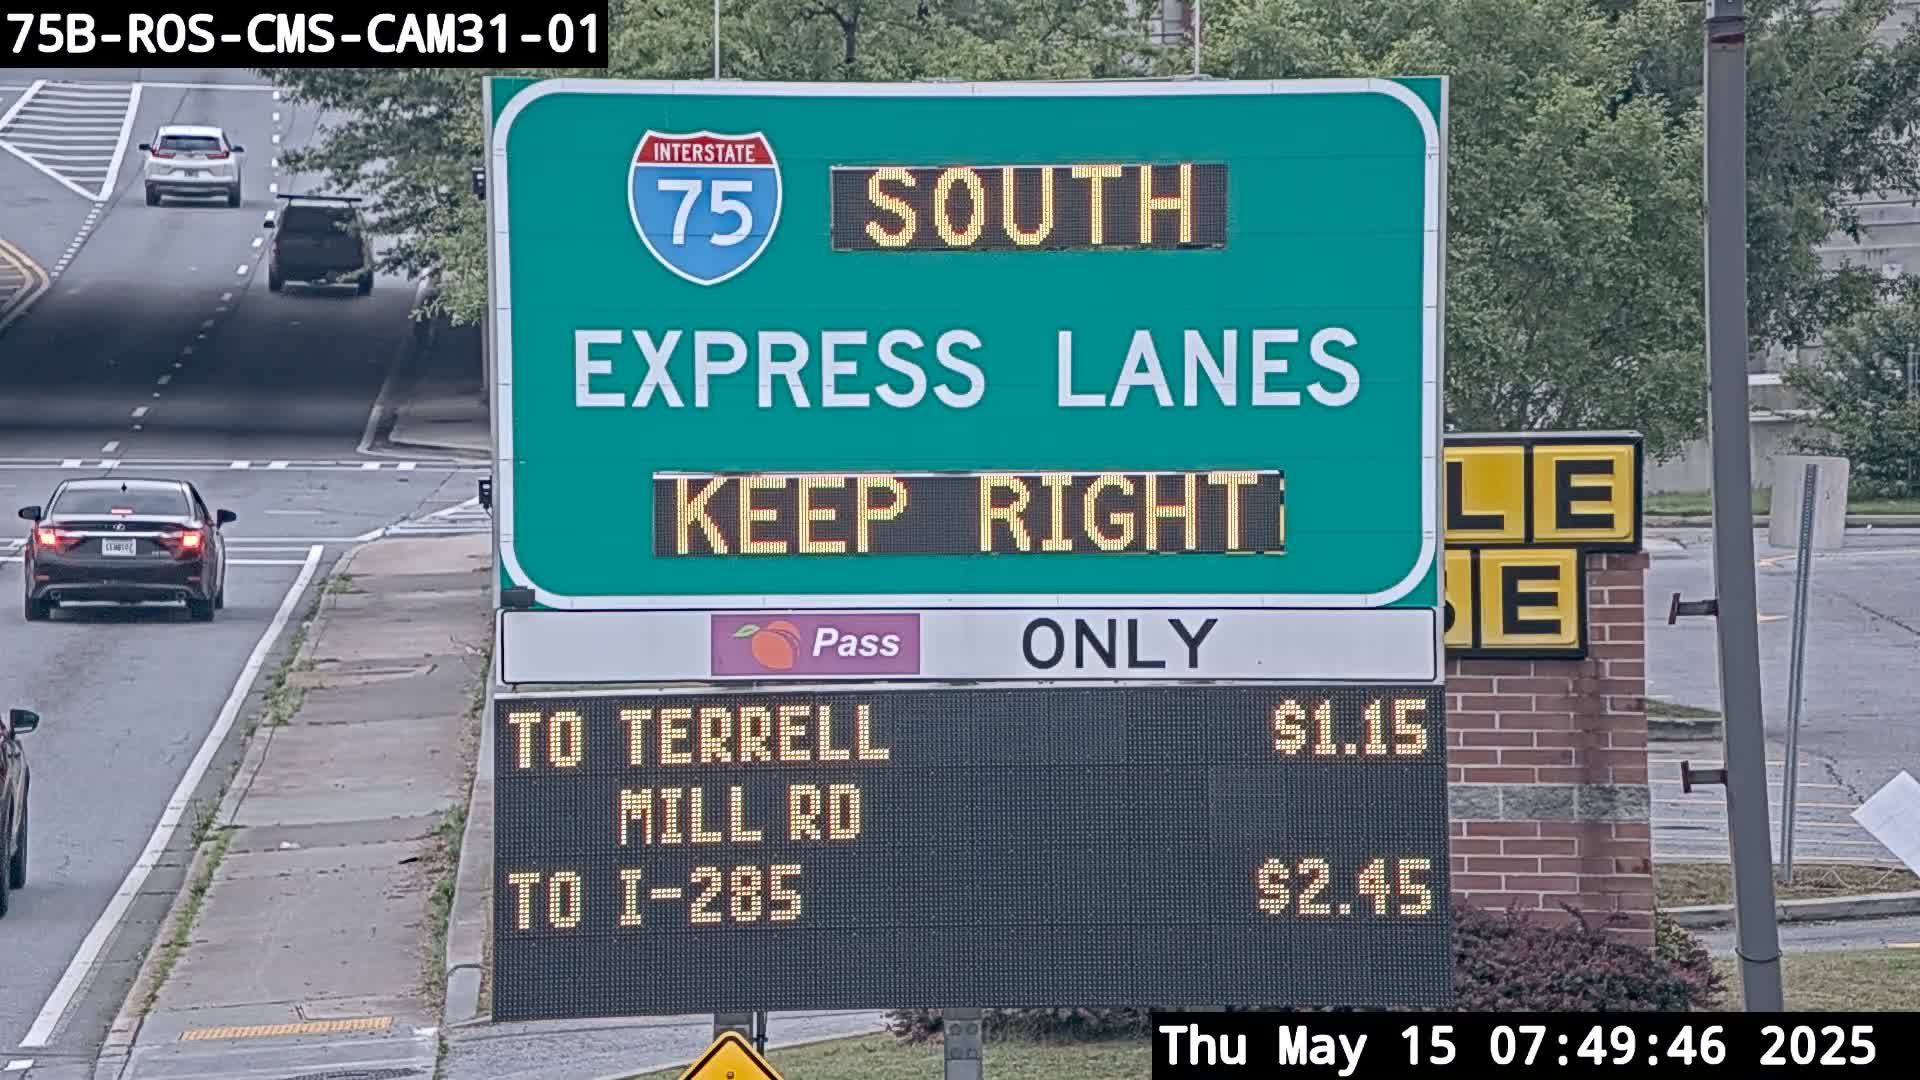 75B-ROS-CMS-CAM31-01
INTERSTATE
75
SOUTH
EXPRESS LANES
KEEP RIGHT
LE
E
Pass
ONLY
TO TERRELL $1.15
MILL RD
TO I-285 $2.45
Thu May 15 07:49:46 2025